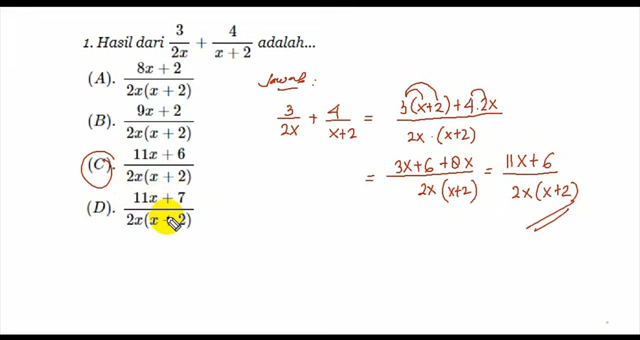 1. Hasil dari 3/2x + 4/(x + 2) adalah...
(A). (8x + 2)/(2x(x + 2))
(B). (9x + 2)/(2x(x + 2))
(C). (11x + 6)/(2x(x + 2))
(D). (11x + 7)/(2x(x + 2))
Jawab :
3/2x + 4/(x+2) = (3(x+2) + 4.2x)/(2x . (x+2))
= (3x + 6 + 8x)/(2x (x+2)) = (11x + 6)/(2x (x+2))